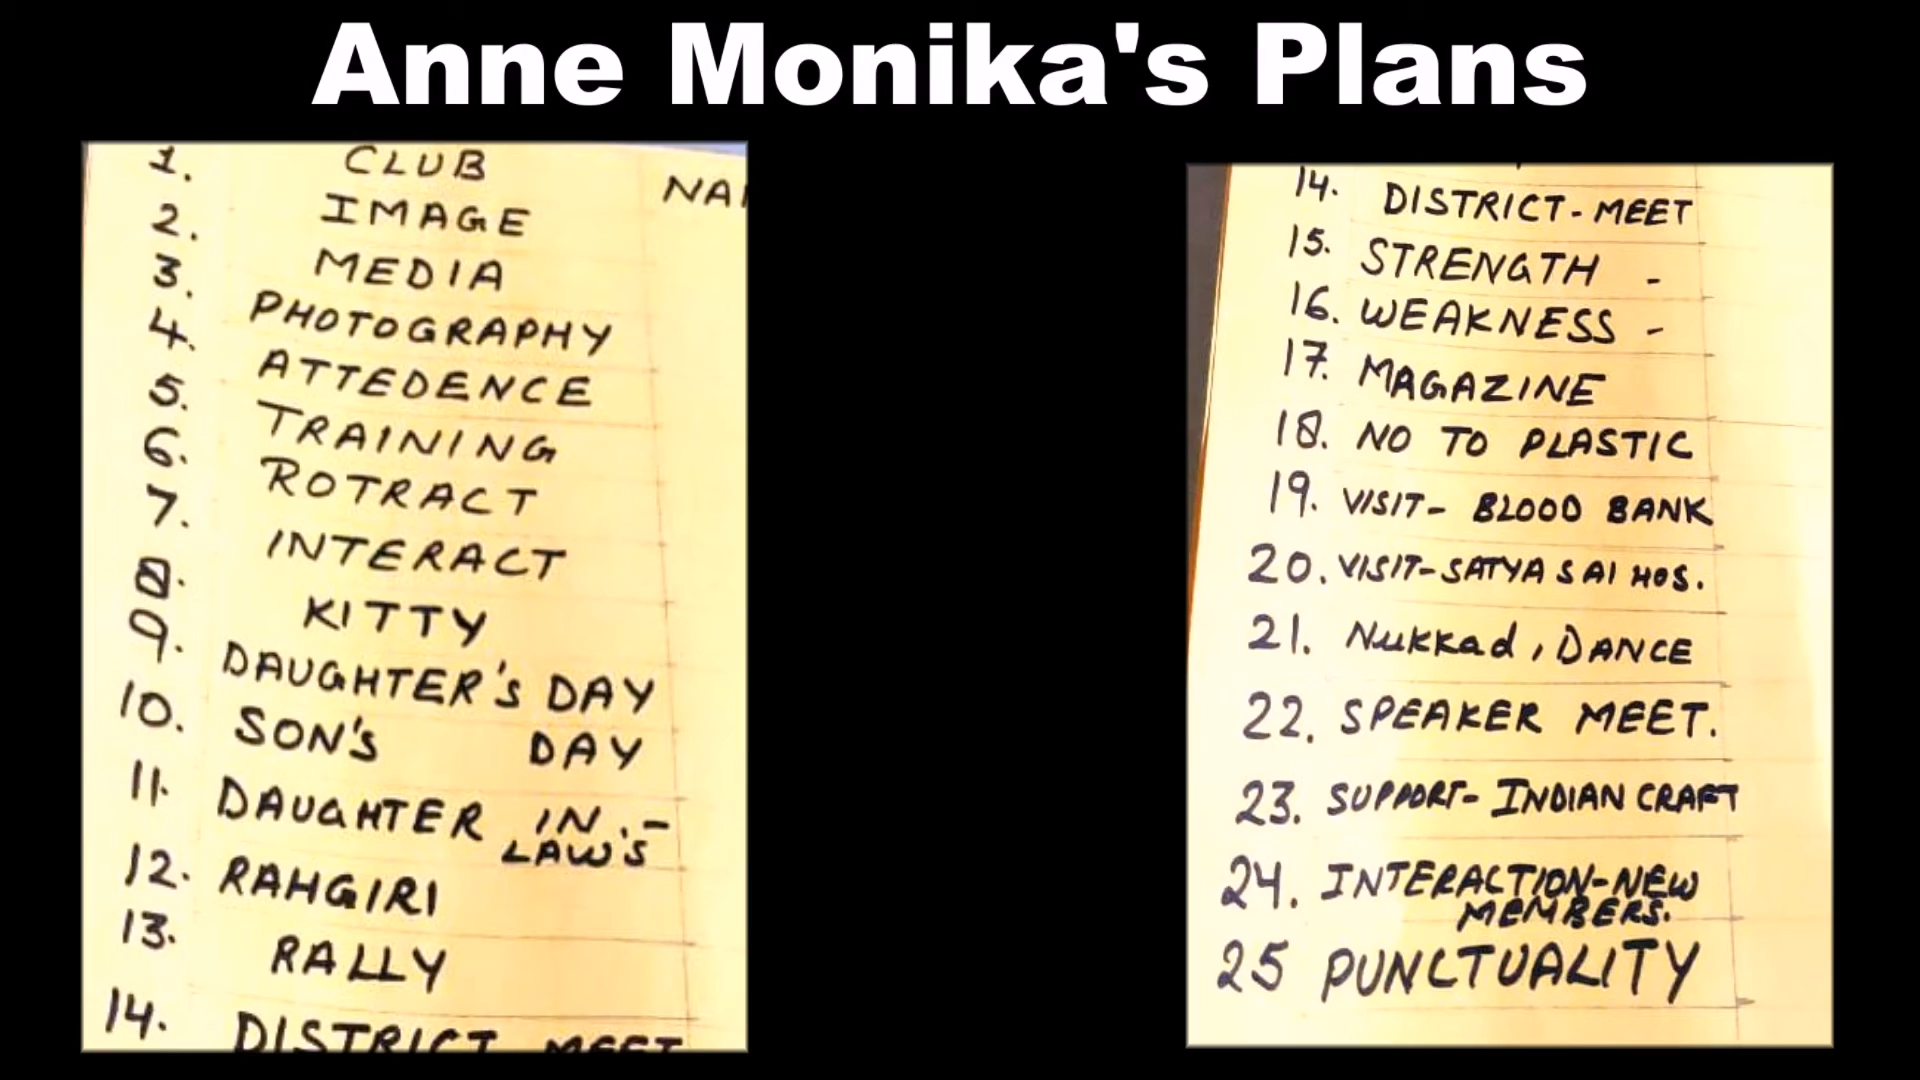 Anne Monika's Plans
CLUB
1. IMAGE
2. MEDIA
3. PHOTOGRAPHY
4. ATTEDENCE
5. TRAINING
6. ROTRACT
7. INTERACT
8. KITTY
9. DAUGHTER'S DAY
10. SON'S DAY
11. DAUGHTER IN.-
LAW'S
12. RAHGIRI
13. RALLY
14. DISTRICT MEET
14. DISTRICT-MEET
15. STRENGTH -
16. WEAKNESS -
17. MAGAZINE
18. NO TO PLASTIC
19. VISIT- BLOOD BANK
20. VISIT-SATYA SAI HOS.
21. Nukkad, DANCE
22. SPEAKER MEET.
23. SUPPORT- INDIAN CRAFT
24. INTERACTION-NEW
MEMBERS.
25 PUNCTUALITY